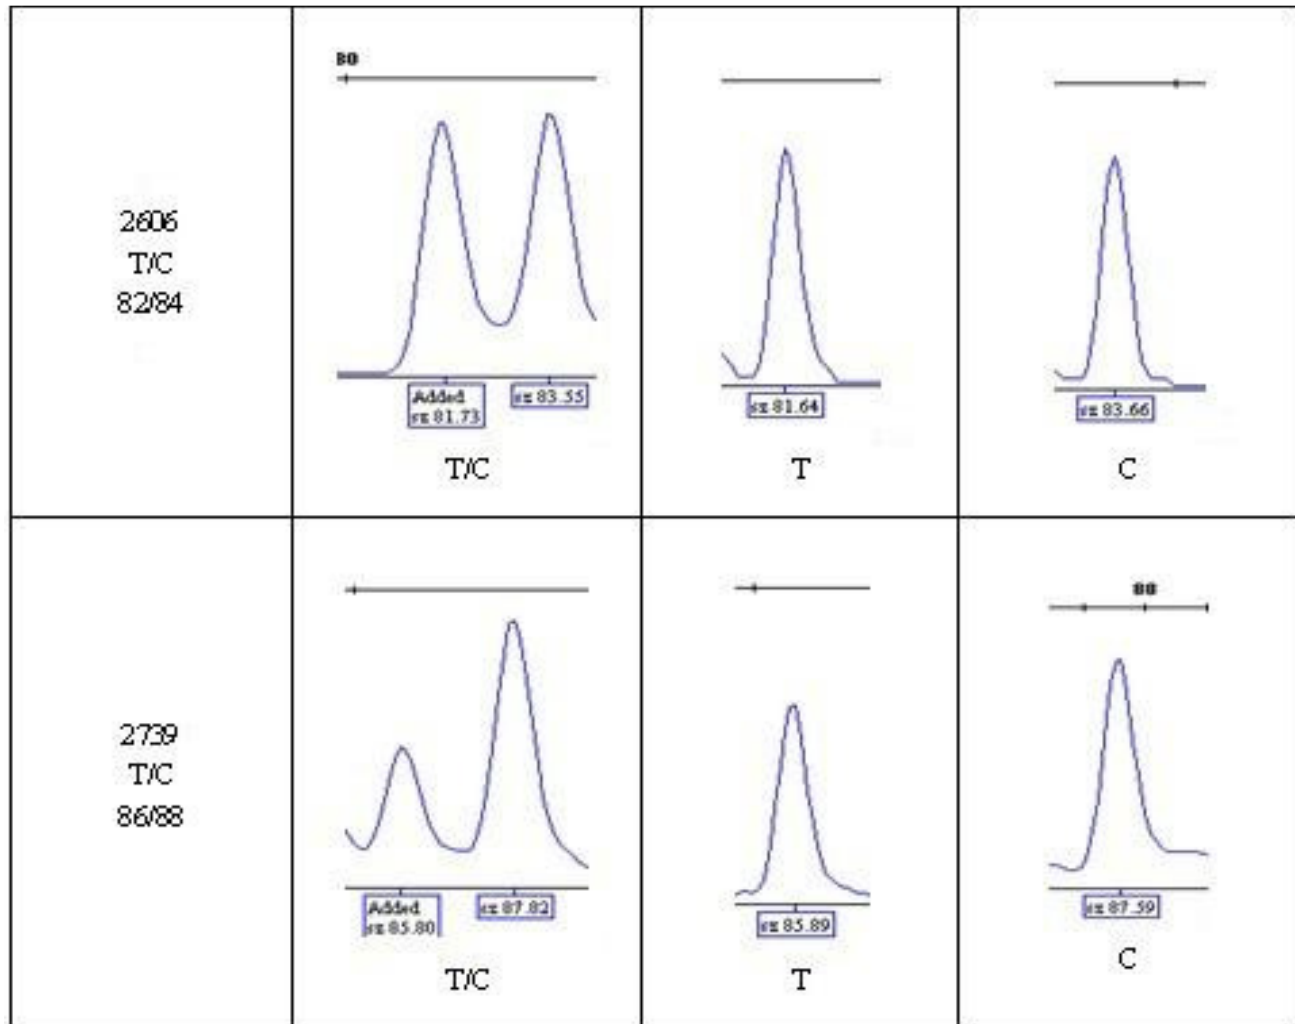 2606
T/C
82/84
80
Added
sz 81.73
sz 83.55
T/C
sz 81.64
T
sz 83.66
C
2739
T/C
86/88
Added
sz 85.80
sz 87.82
T/C
sz 85.89
T
88
sz 87.59
C